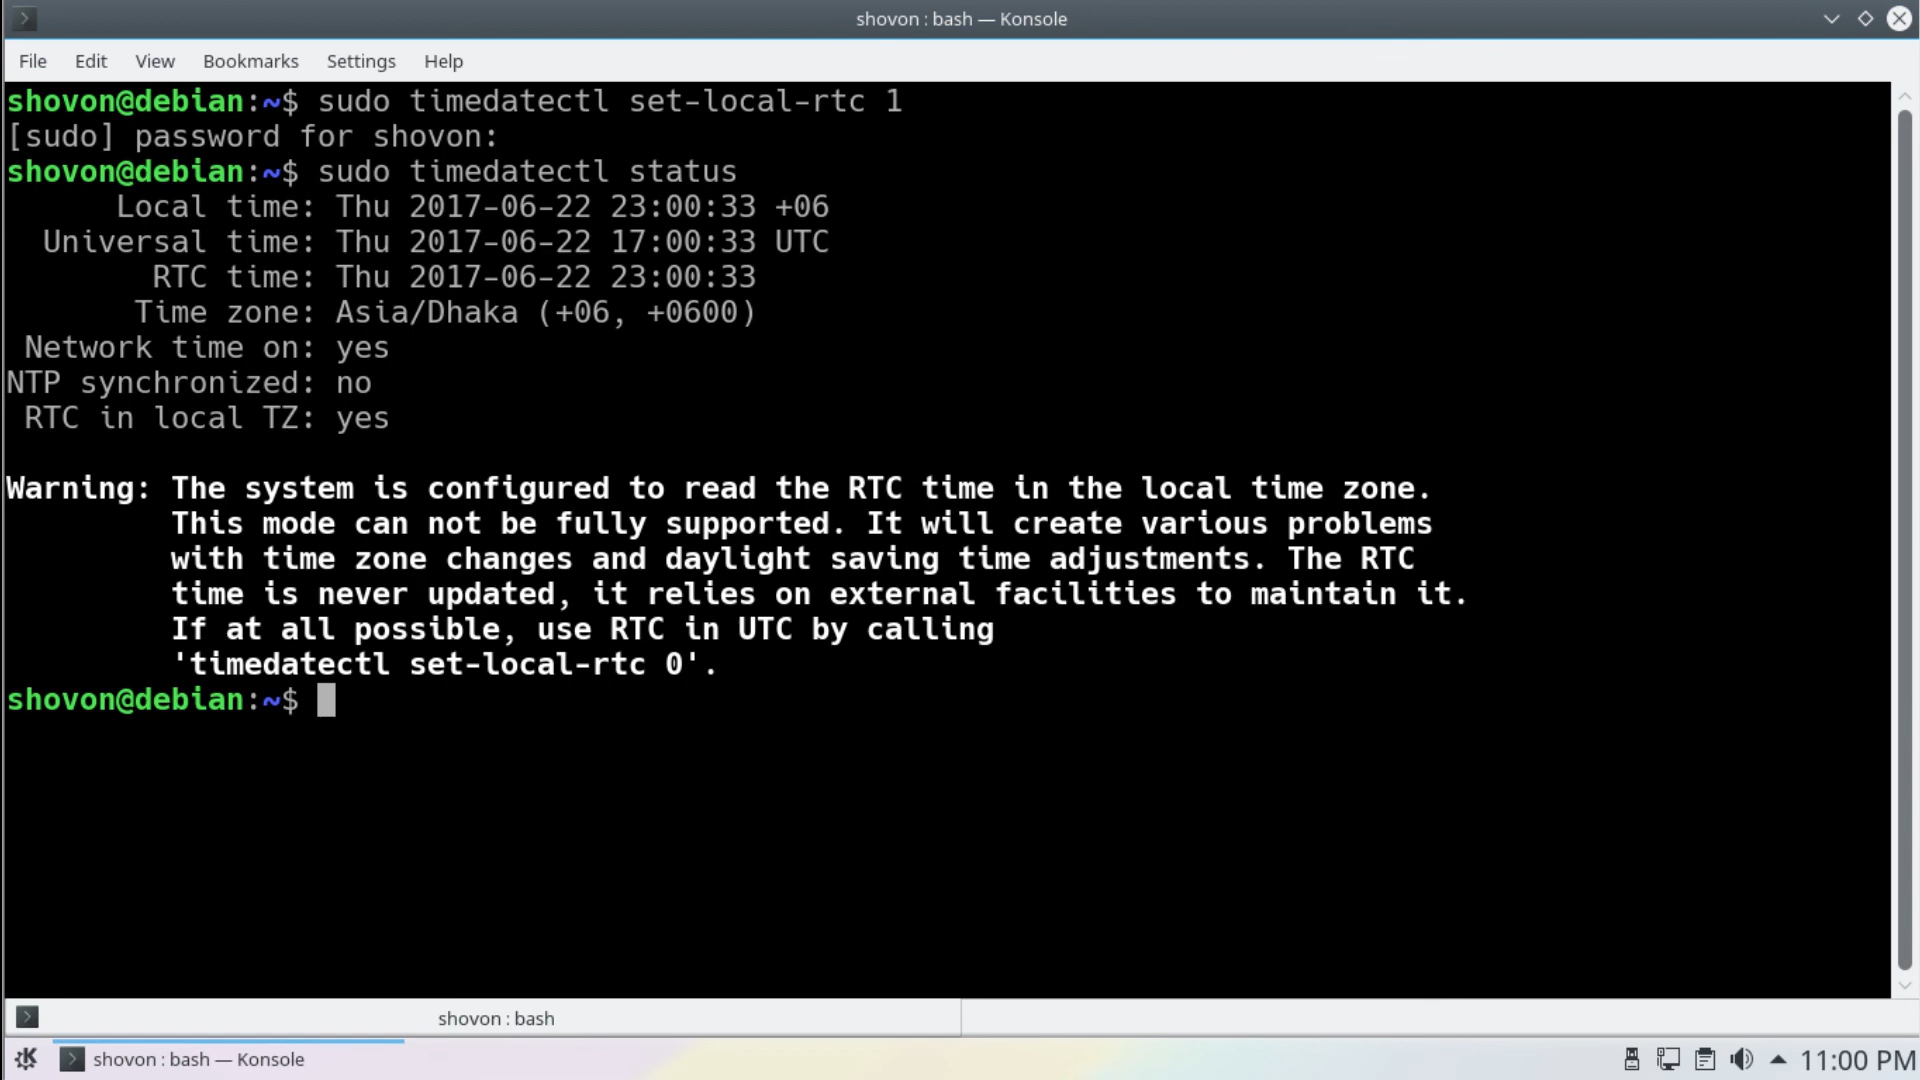 shovon : bash — Konsole
File Edit View Bookmarks Settings Help
shovon@debian:~$ sudo timedatectl set-local-rtc 1
[sudo] password for shovon:
shovon@debian:~$ sudo timedatectl status
Local time: Thu 2017-06-22 23:00:33 +06
Universal time: Thu 2017-06-22 17:00:33 UTC
RTC time: Thu 2017-06-22 23:00:33
Time zone: Asia/Dhaka (+06, +0600)
Network time on: yes
NTP synchronized: no
RTC in local TZ: yes
Warning: The system is configured to read the RTC time in the local time zone.
This mode can not be fully supported. It will create various problems
with time zone changes and daylight saving time adjustments. The RTC
time is never updated, it relies on external facilities to maintain it.
If at all possible, use RTC in UTC by calling
'timedatectl set-local-rtc 0'.
shovon@debian:~$
shovon : bash
shovon : bash — Konsole
11:00 PM